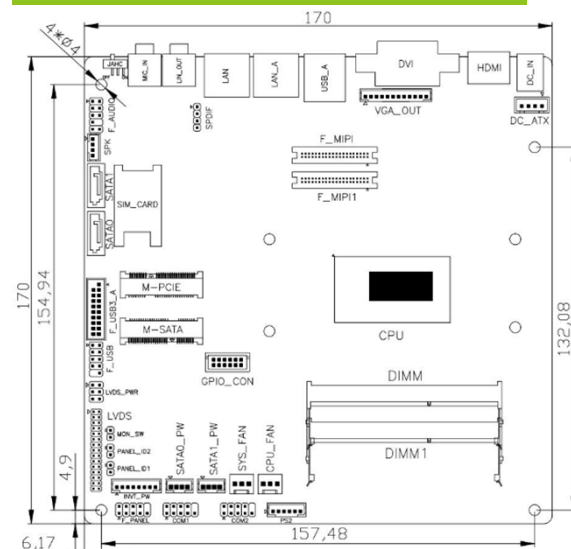 170
4*Ø4
JAHC
MIC_IN
LIN_OUT
LAN
LAN_A
USB_A
DVI
HDMI
DC_IN
VGA_OUT
DC_ATX
F_AUDIO
SPDIF
SPK
F_MIPI
F_MIPI1
SATA1
SIM_CARD
SATA0
170
154,94
132,08
M-PCIE
F_USB3_A
M-SATA
CPU
F_USB
GPIO_CON
DIMM
LVDS_PWR
LVDS
MON_SW
PANEL_ID2
PANEL_ID1
SATA0_PW
SATA1_PW
SYS_FAN
CPU_FAN
DIMM1
4,9
INVT_PW
F_PANEL
COM1
COM2
PS2
157,48
6,17